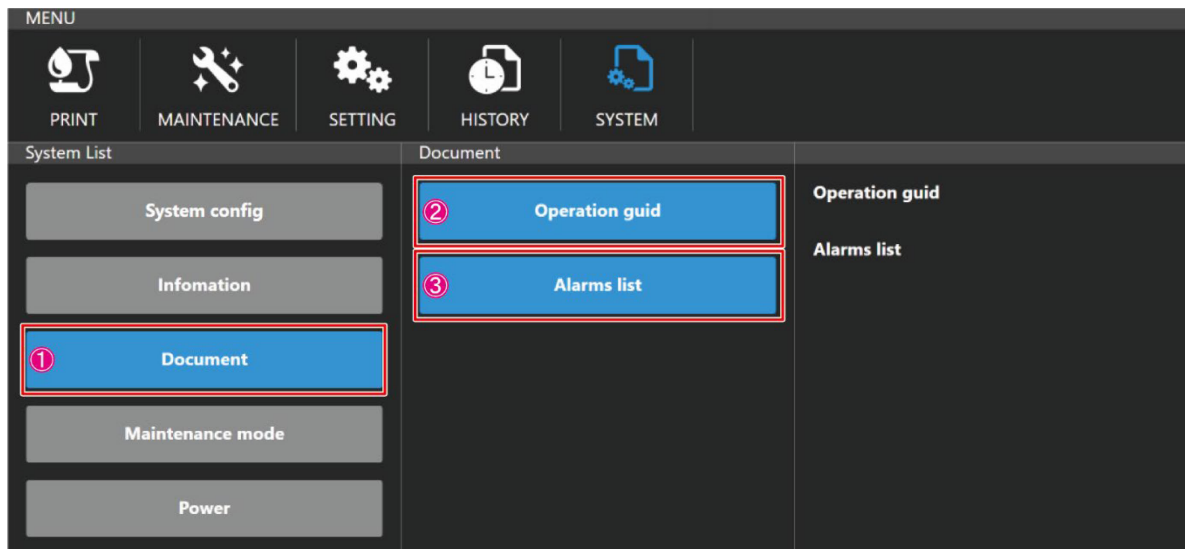 MENU
PRINT
MAINTENANCE
SETTING
HISTORY
SYSTEM
System List
Document
System config
Infomation
① Document
Maintenance mode
Power
② Operation guid
③ Alarms list
Operation guid
Alarms list